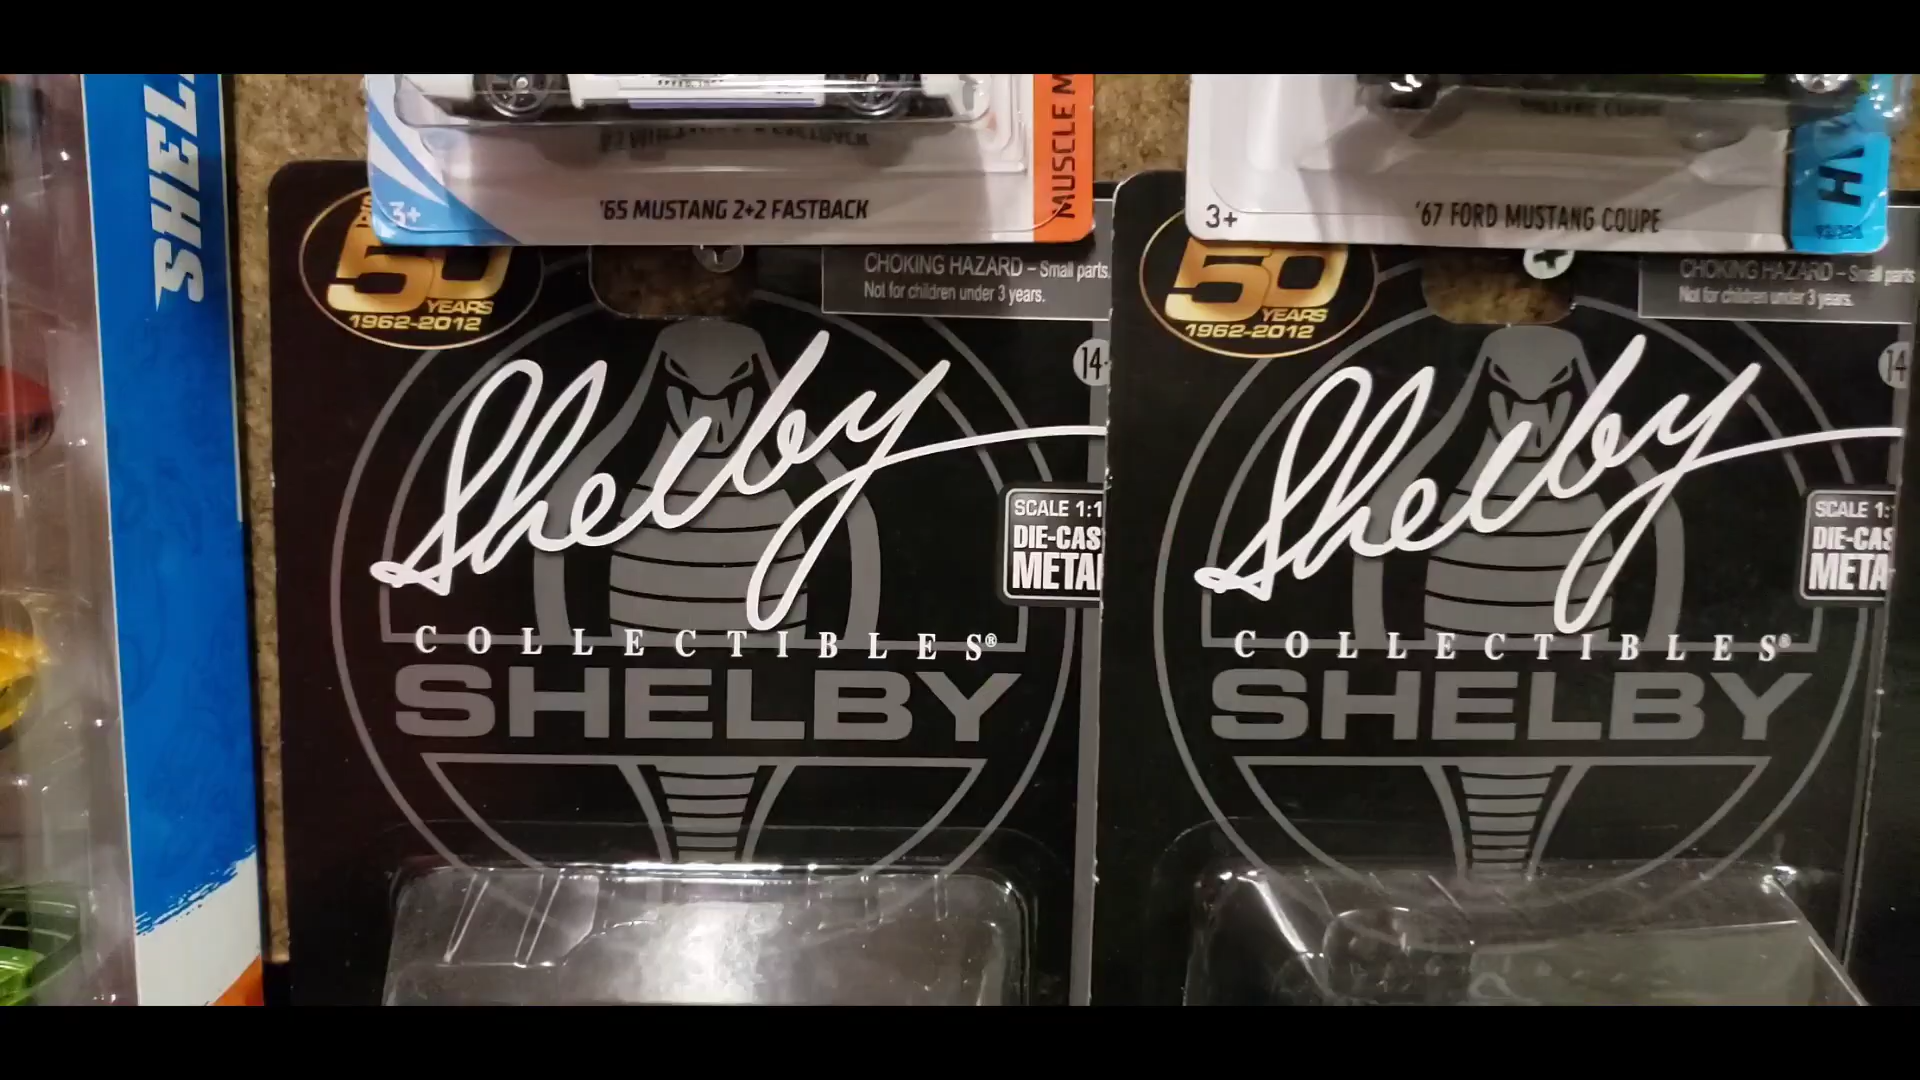 SHEL
3+
'65 MUSTANG 2+2 FASTBACK
MUSCLE M
3+
'67 FORD MUSTANG COUPE
50
YEARS
1962-2012
CHOKING HAZARD – Small parts.
Not for children under 3 years.
14
Shelby
SCALE 1:1
DIE-CAS
META
COLLECTIBLES®
SHELBY
50
YEARS
1962-2012
CHOKING HAZARD – Small parts
Not for children under 3 years.
14
Shelby
SCALE 1:
DIE-CAS
META
COLLECTIBLES®
SHELBY